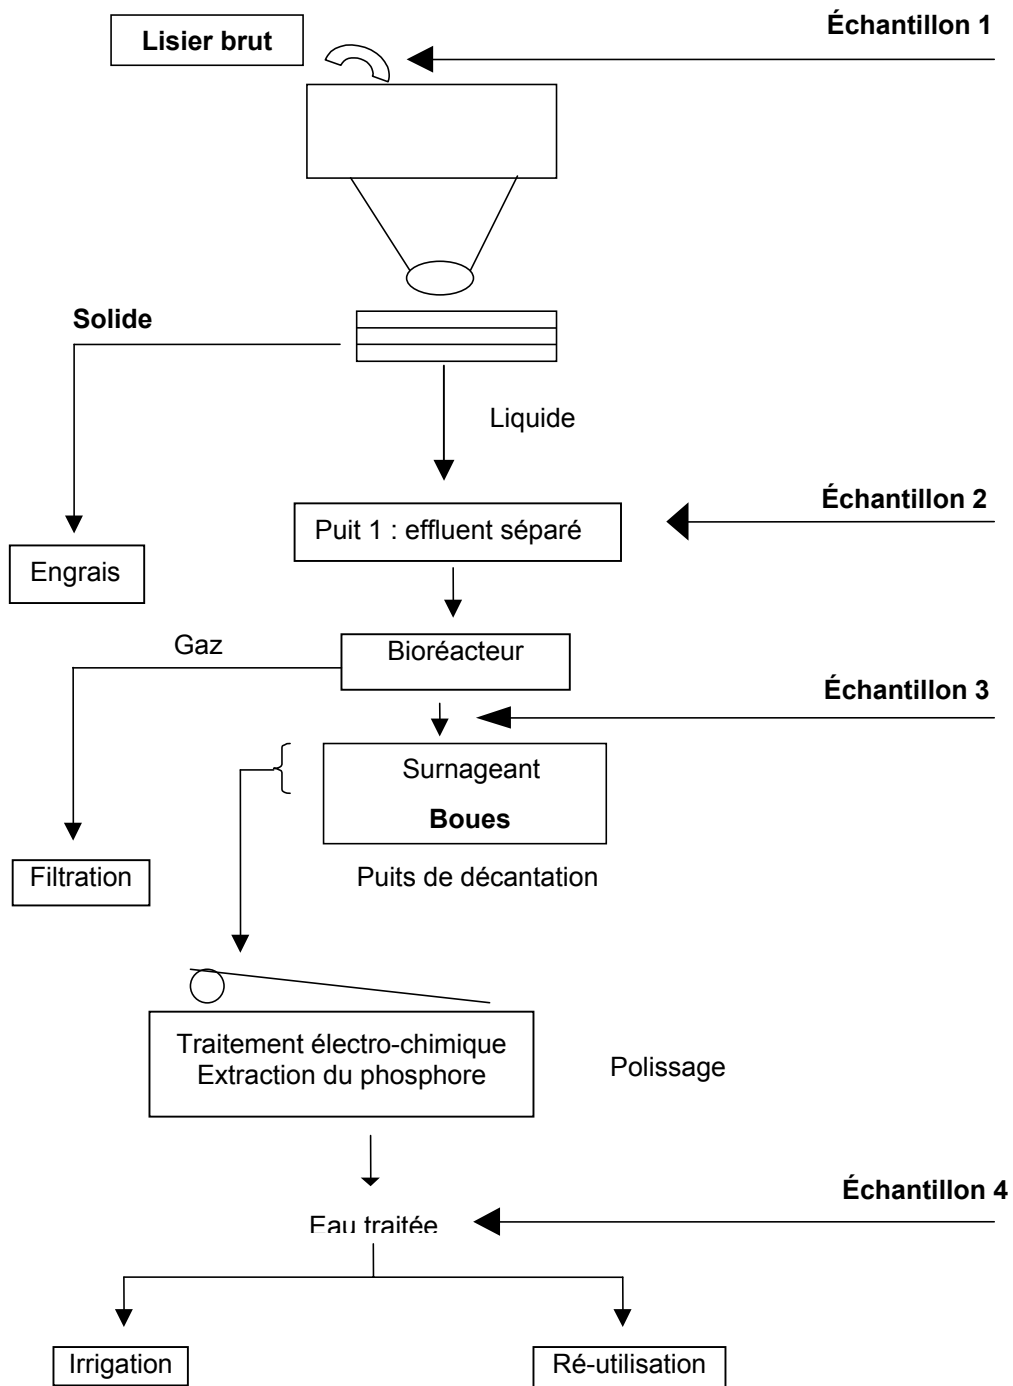 Échantillon 1
Lisier brut
Solide
Liquide
Échantillon 2
Puit 1 : effluent séparé
Engrais
Gaz
Bioréacteur
Échantillon 3
Surnageant
Boues
Filtration
Puits de décantation
Traitement électro-chimique
Extraction du phosphore
Polissage
Échantillon 4
Eau traitée
Irrigation
Ré-utilisation